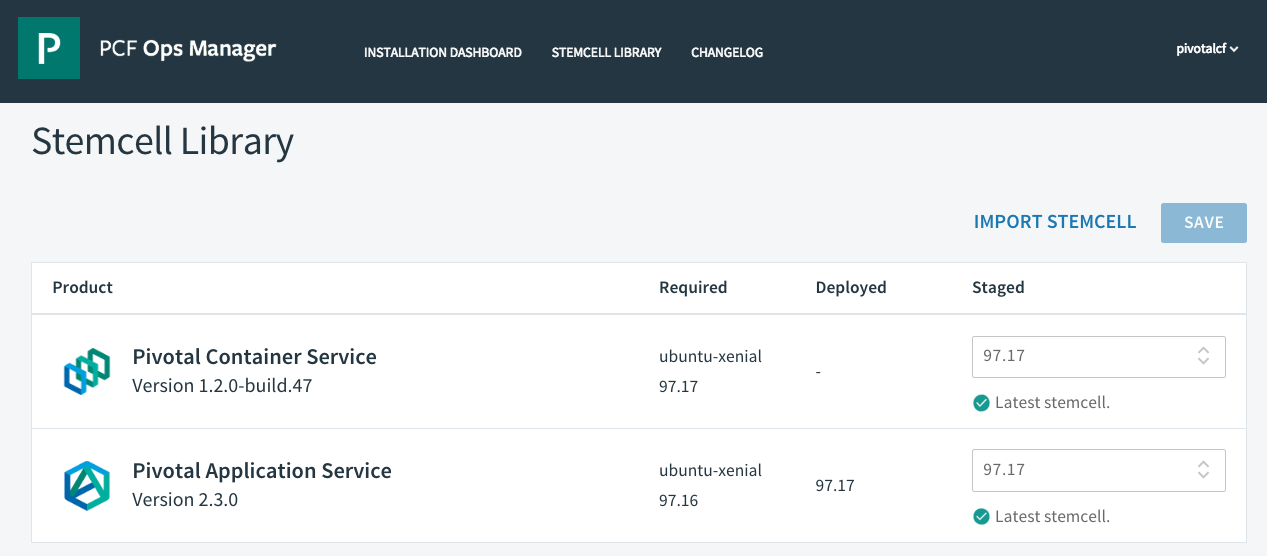 P PCF Ops Manager INSTALLATION DASHBOARD STEMCELL LIBRARY CHANGELOG pivotalcf
Stemcell Library
IMPORT STEMCELL SAVE
Product Required Deployed Staged
Pivotal Container Service ubuntu-xenial 97.17
Version 1.2.0-build.47 97.17 -
Latest stemcell.
Pivotal Application Service ubuntu-xenial 97.17
Version 2.3.0 97.16 97.17
Latest stemcell.